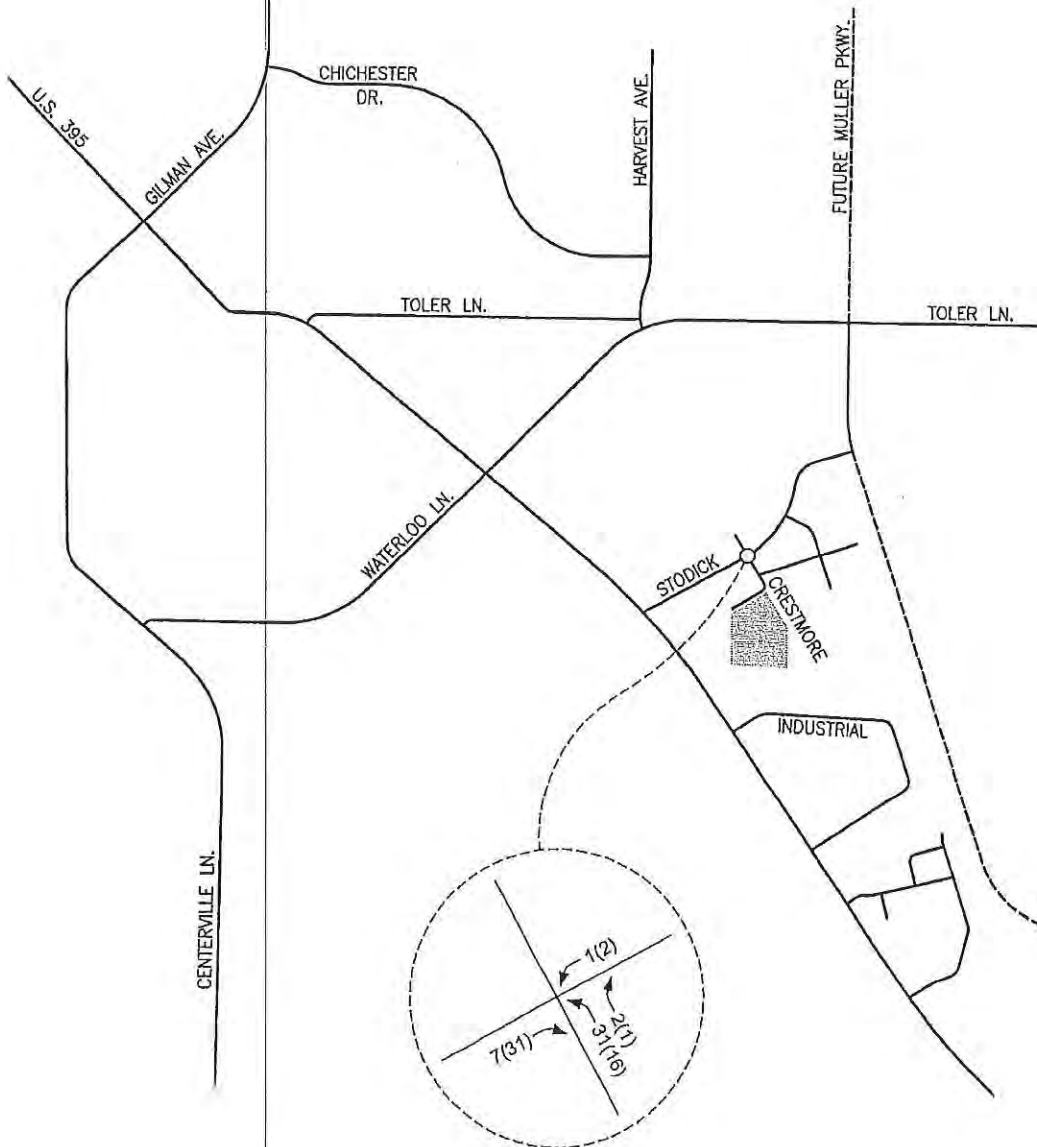 CHICHESTER
DR.
HARVEST AVE.
FUTURE MULLER PKWY.
U.S. 395
GILMAN AVE.
TOLER LN.
TOLER LN.
WATERLOO LN.
STODICK
CRESTMORE
INDUSTRIAL
CENTERVILLE LN.
1(2)
2(1)
31(16)
7(31)